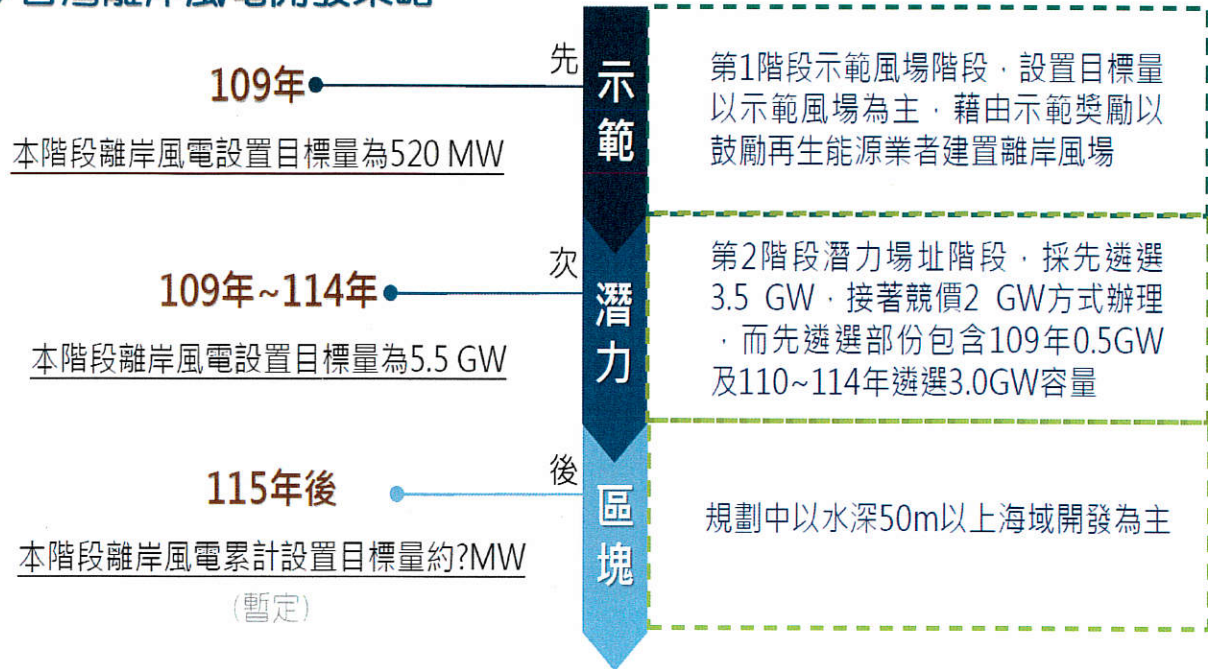 台灣離岸風電開發策略
先
109年
本階段離岸風電設置目標量為520 MW
示範
第1階段示範風場階段，設置目標量
以示範風場為主，藉由示範獎勵以
鼓勵再生能源業者建置離岸風場
次
109年~114年
本階段離岸風電設置目標量為5.5 GW
潛力
第2階段潛力場址階段，採先遴選
3.5 GW，接著競價2 GW方式辦理
，而先遴選部份包含109年0.5GW
及110~114年遴選3.0GW容量
後
115年後
本階段離岸風電累計設置目標量約?MW
(暫定)
區塊
規劃中以水深50m以上海域開發為主